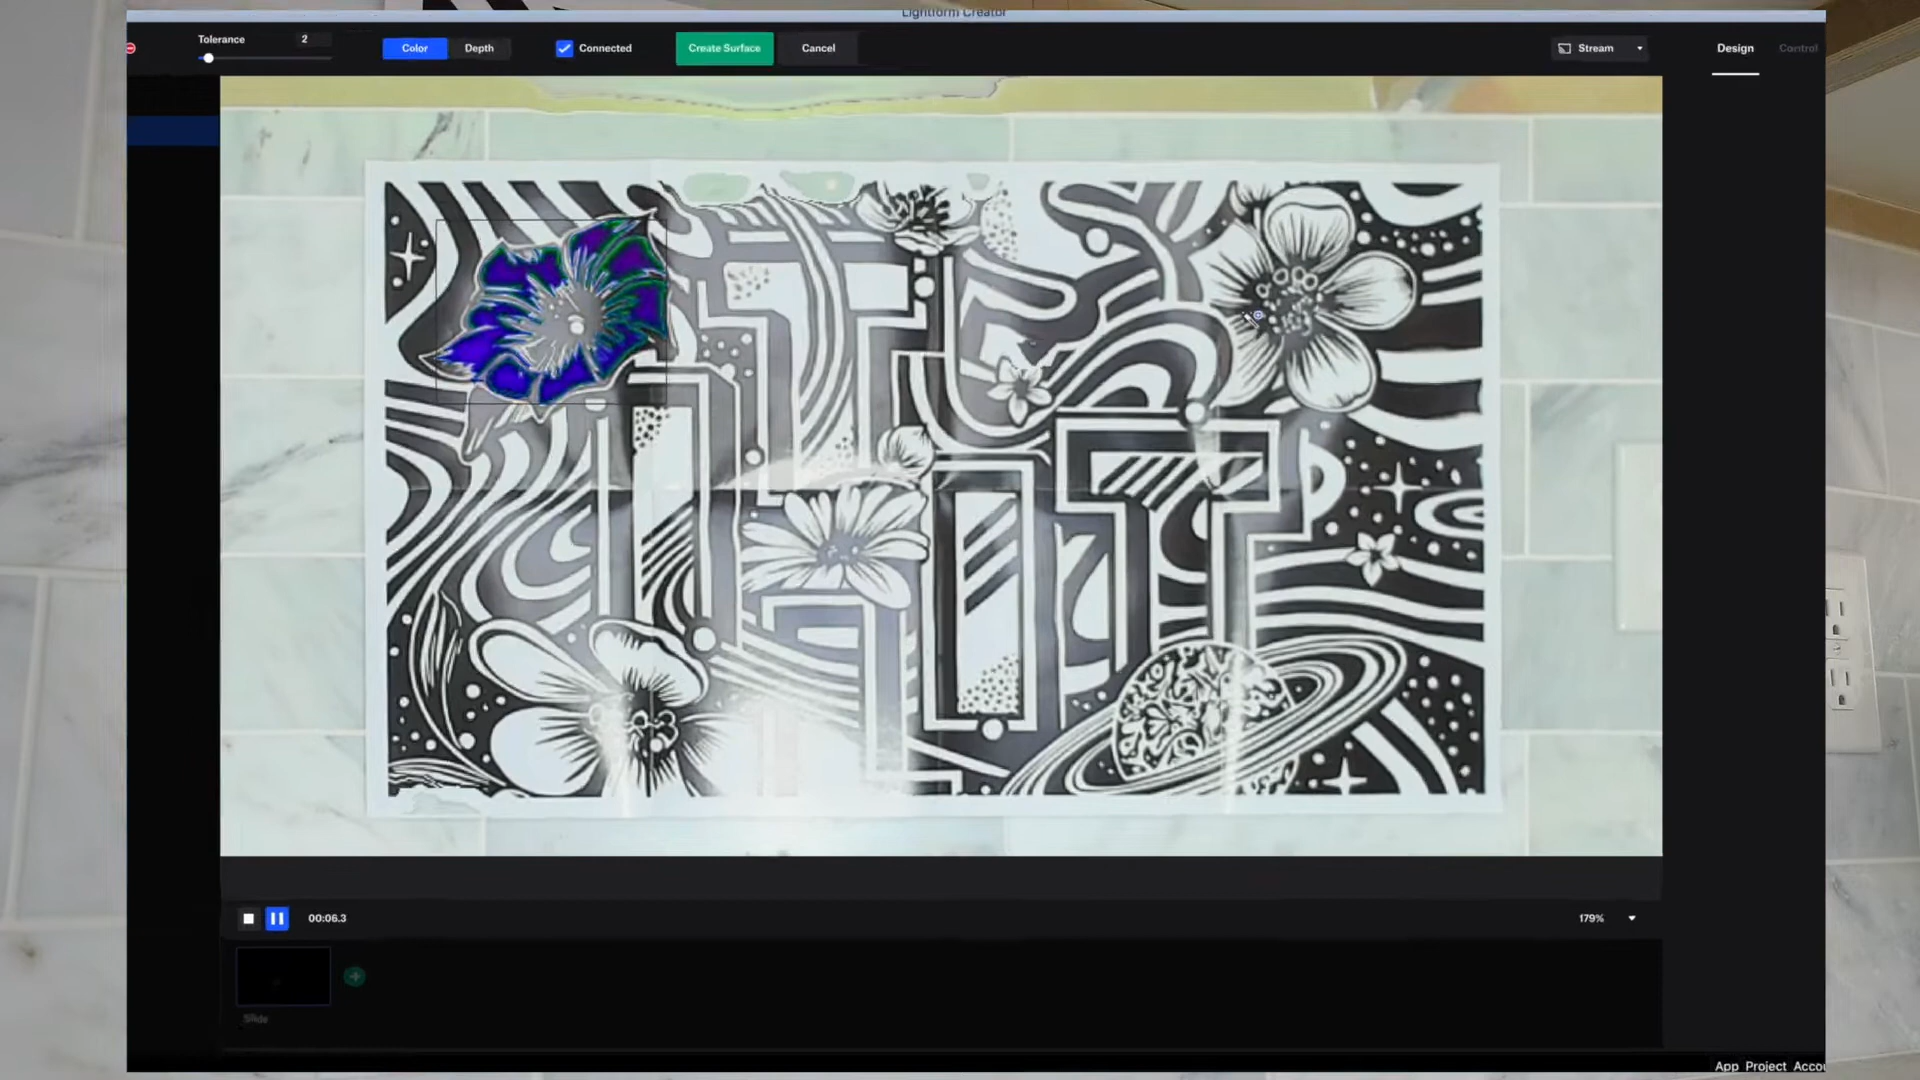 Lightform Creator
Tolerance 2 Color Depth Connected Create Surface Cancel Stream Design Control
00:06.3 179%
Slide
App Project Accou